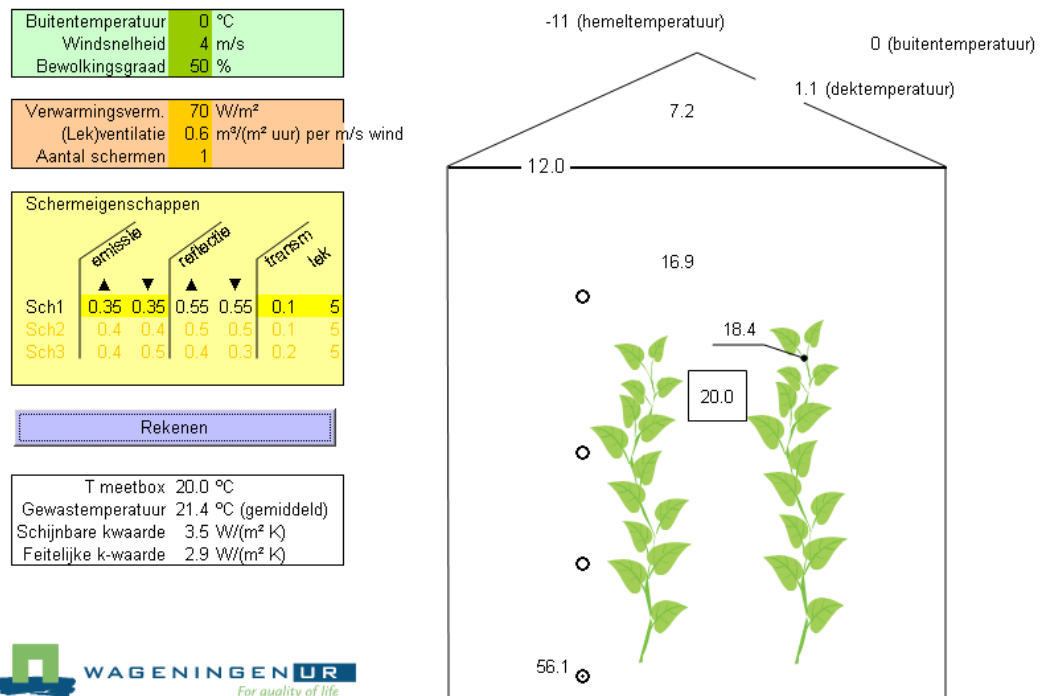 Buitentemperatuur 0 ºC
Windsnelheid 4 m/s
Bewolkingsgraad 50 %
Verwarmingsverm. 70 W/m²
(Lek)ventilatie 0.6 m³/(m² uur) per m/s wind
Aantal schermen 1
Schermeigenschappen
emissie reflectie transm lek
▲ ▼ ▲ ▼
Sch1 0.35 0.35 0.55 0.55 0.1 5
Sch2 0.4 0.4 0.5 0.5 0.1 5
Sch3 0.4 0.5 0.4 0.3 0.2 5
Rekenen
T meetbox 20.0 ºC
Gewastemperatuur 21.4 ºC (gemiddeld)
Schijnbare kwaarde 3.5 W/(m² K)
Feitelijke k-waarde 2.9 W/(m² K)
WAGENINGEN UR
For quality of life
-11 (hemeltemperatuur)
0 (buitentemperatuur)
1.1 (dektemperatuur)
7.2
12.0
16.9
18.4
20.0
56.1